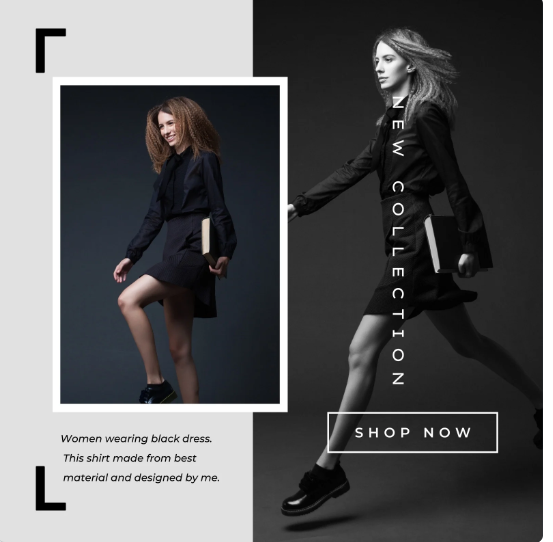 NEW COLLECTION
SHOP NOW
Women wearing black dress.
This shirt made from best
material and designed by me.